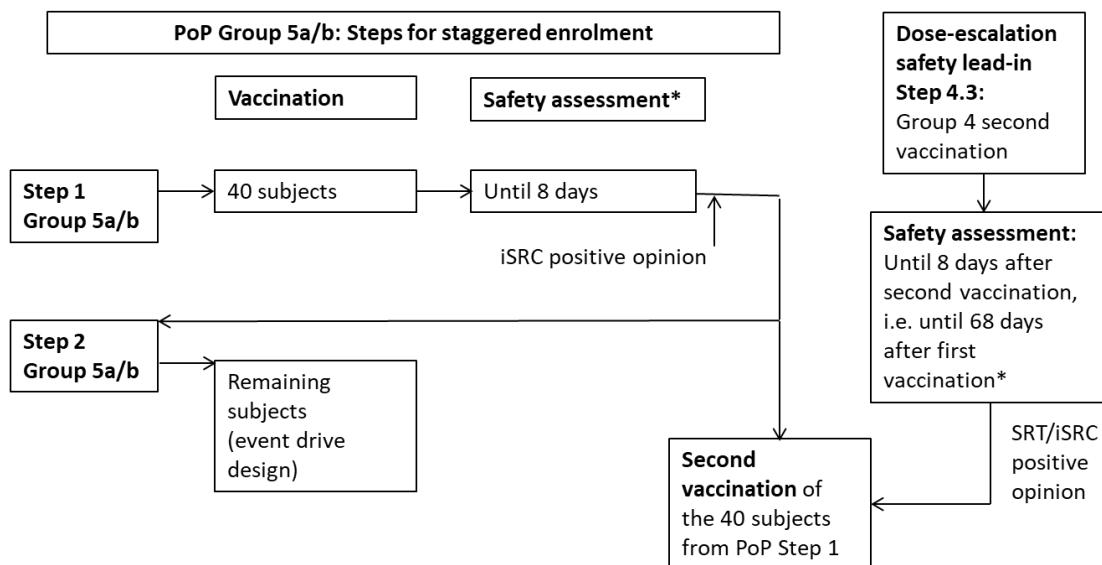 PoP Group 5a/b: Steps for staggered enrolment
Vaccination
Safety assessment*
Step 1
Group 5a/b
40 subjects
Until 8 days
iSRC positive opinion
Step 2
Group 5a/b
Remaining
subjects
(event drive
design)
Second
vaccination of
the 40 subjects
from PoP Step 1
Dose-escalation
safety lead-in
Step 4.3:
Group 4 second
vaccination
Safety assessment:
Until 8 days after
second vaccination,
i.e. until 68 days
after first
vaccination*
SRT/iSRC
positive
opinion